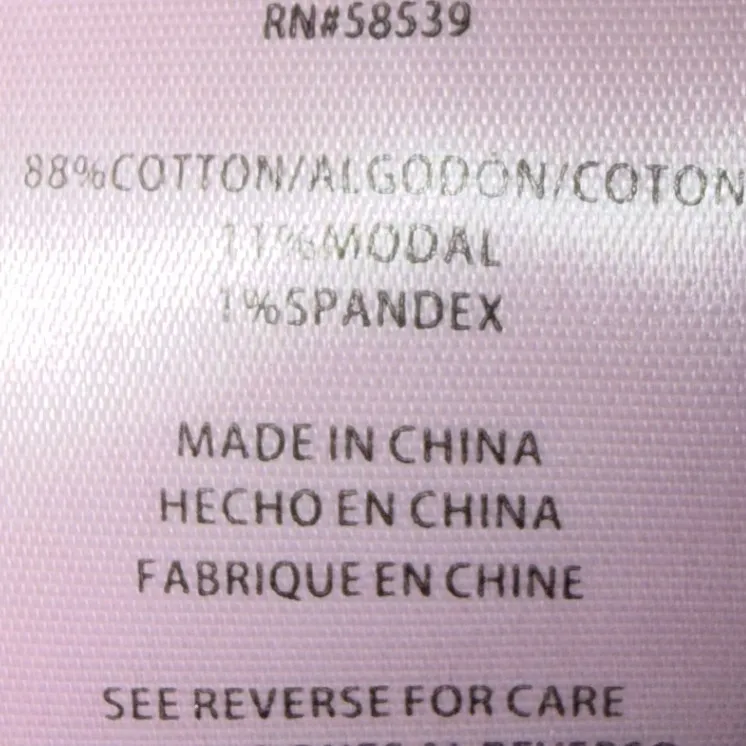 RN#58539
88%COTTON/ALGODÓN/COTON
11%MODAL
1%SPANDEX
MADE IN CHINA
HECHO EN CHINA
FABRIQUE EN CHINE
SEE REVERSE FOR CARE